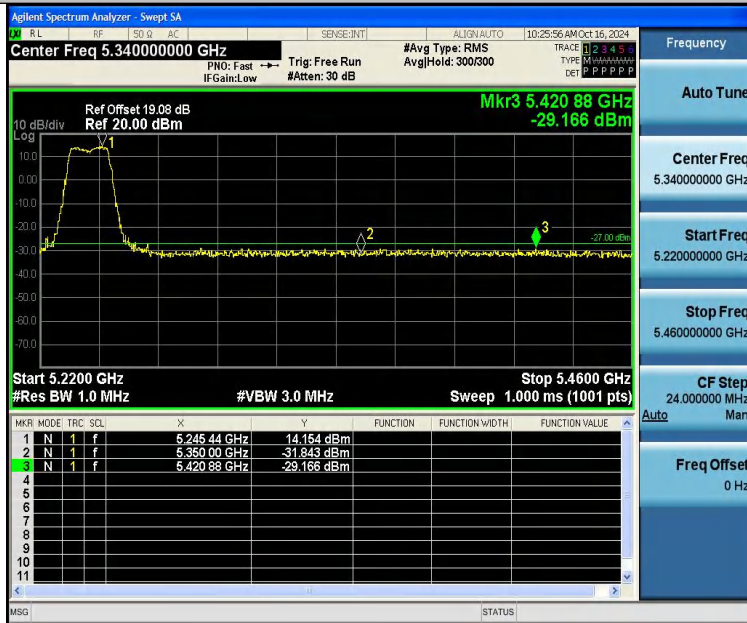 Agilent Spectrum Analyzer - Swept SA
RL RF 50 Ω AC SENSE:INT ALIGN AUTO 10:25:56 AM Oct 16, 2024
Center Freq 5.340000000 GHz
PNO: Fast
IFGain:Low
Trig: Free Run
#Atten: 30 dB
#Avg Type: RMS
Avg|Hold: 300/300
TRACE 1 2 3 4 5 6
TYPE M
DET P P P P P P
Ref Offset 19.08 dB
10 dB/div Ref 20.00 dBm
Log
Mkr3 5.420 88 GHz
-29.166 dBm
1
2
3
-27.00 dBm
10.0
0.00
-10.0
-20.0
-30.0
-40.0
-50.0
-60.0
-70.0
Start 5.2200 GHz Stop 5.4600 GHz
#Res BW 1.0 MHz #VBW 3.0 MHz Sweep 1.000 ms (1001 pts)
MKR MODE TRC SCL X Y FUNCTION FUNCTION WIDTH FUNCTION VALUE
1 N 1 f 5.245 44 GHz 14.154 dBm
2 N 1 f 5.350 00 GHz -31.843 dBm
3 N 1 f 5.420 88 GHz -29.166 dBm
4
5
6
7
8
9
10
11
MSG STATUS
Frequency
Auto Tune
Center Freq
5.340000000 GHz
Start Freq
5.220000000 GHz
Stop Freq
5.460000000 GHz
CF Step
24.000000 MHz
Auto Man
Freq Offset
0 Hz